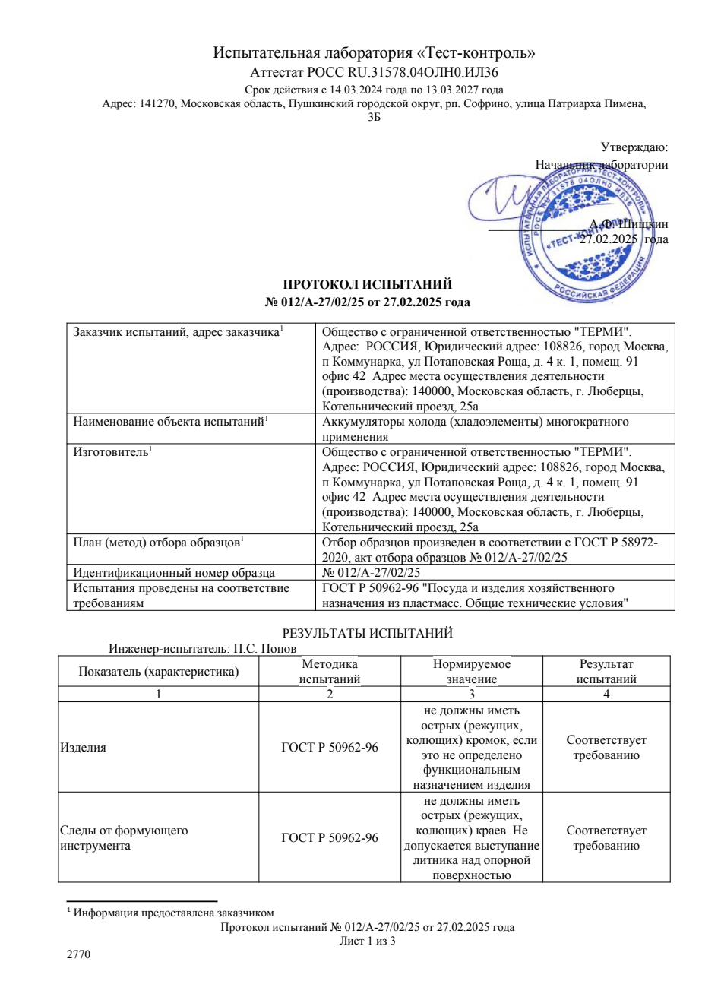 Испытательная лаборатория «Тест-контроль»
Аттестат РОСС RU.31578.04ОЛН0.ИЛ36
Срок действия с 14.03.2024 года по 13.03.2027 года
Адрес: 141270, Московская область, Пушкинский городской округ, рп. Софрино, улица Патриарха Пимена,
3Б
Утверждаю:
Начальник лаборатории
А.Ф. Шишкин
27.02.2025 года
ИСПЫТАТЕЛЬНАЯ ЛАБОРАТОРИЯ «ТЕСТ-КОНТРОЛЬ»
РОСС RU 31578 04ОЛН0 ИЛ36
«ТЕСТ-КОНТРОЛЬ»
РОССИЙСКАЯ ФЕДЕРАЦИЯ
ПРОТОКОЛ ИСПЫТАНИЙ
№ 012/А-27/02/25 от 27.02.2025 года
Заказчик испытаний, адрес заказчика¹
Общество с ограниченной ответственностью "ТЕРМИ".
Адрес: РОССИЯ, Юридический адрес: 108826, город Москва,
п Коммунарка, ул Потаповская Роща, д. 4 к. 1, помещ. 91
офис 42 Адрес места осуществления деятельности
(производства): 140000, Московская область, г. Люберцы,
Котельнический проезд, 25а
Наименование объекта испытаний¹
Аккумуляторы холода (хладоэлементы) многократного
применения
Изготовитель¹
Общество с ограниченной ответственностью "ТЕРМИ".
Адрес: РОССИЯ, Юридический адрес: 108826, город Москва,
п Коммунарка, ул Потаповская Роща, д. 4 к. 1, помещ. 91
офис 42 Адрес места осуществления деятельности
(производства): 140000, Московская область, г. Люберцы,
Котельнический проезд, 25а
План (метод) отбора образцов¹
Отбор образцов произведен в соответствии с ГОСТ Р 58972-
2020, акт отбора образцов № 012/А-27/02/25
Идентификационный номер образца
№ 012/А-27/02/25
Испытания проведены на соответствие
требованиям
ГОСТ Р 50962-96 "Посуда и изделия хозяйственного
назначения из пластмасс. Общие технические условия"
РЕЗУЛЬТАТЫ ИСПЫТАНИЙ
Инженер-испытатель: П.С. Попов
Показатель (характеристика)
Методика
испытаний
Нормируемое
значение
Результат
испытаний
1
2
3
4
Изделия
ГОСТ Р 50962-96
не должны иметь
острых (режущих,
колющих) кромок, если
это не определено
функциональным
назначением изделия
Соответствует
требованию
Следы от формующего
инструмента
ГОСТ Р 50962-96
не должны иметь
острых (режущих,
колющих) краев. Не
допускается выступание
литника над опорной
поверхностью
Соответствует
требованию
¹ Информация предоставлена заказчиком
Протокол испытаний № 012/А-27/02/25 от 27.02.2025 года
Лист 1 из 3
2770